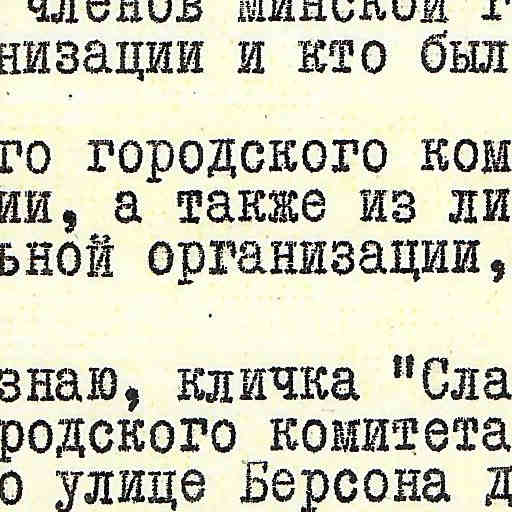 членов минской г
низации и кто был
го городского ком
ии, а также из ли
ьной организации,
знаю, кличка "Сла
родского комитета
о улице Берсона д